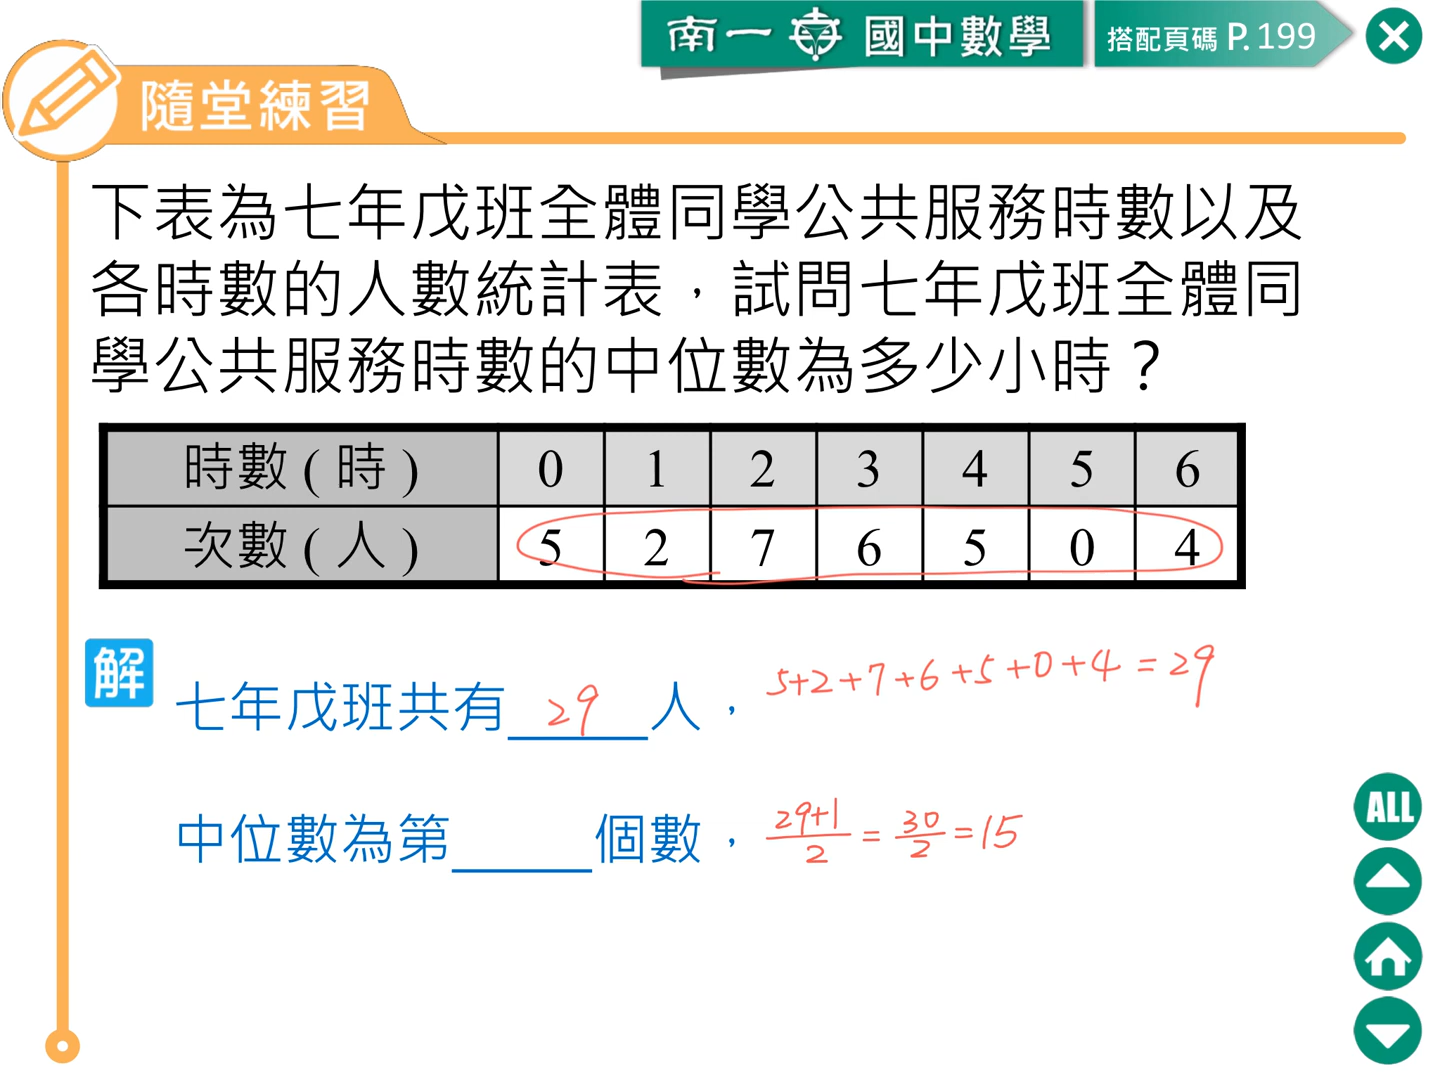 南一 國中數學
搭配頁碼 P. 199
隨堂練習
下表為七年戊班全體同學公共服務時數以及
各時數的人數統計表，試問七年戊班全體同
學公共服務時數的中位數為多少小時？
時數(時) 0 1 2 3 4 5 6
次數(人) 5 2 7 6 5 0 4
解
七年戊班共有 29 人， 5+2+7+6+5+0+4=29
中位數為第____個數， 29+1/2 = 30/2 = 15
ALL